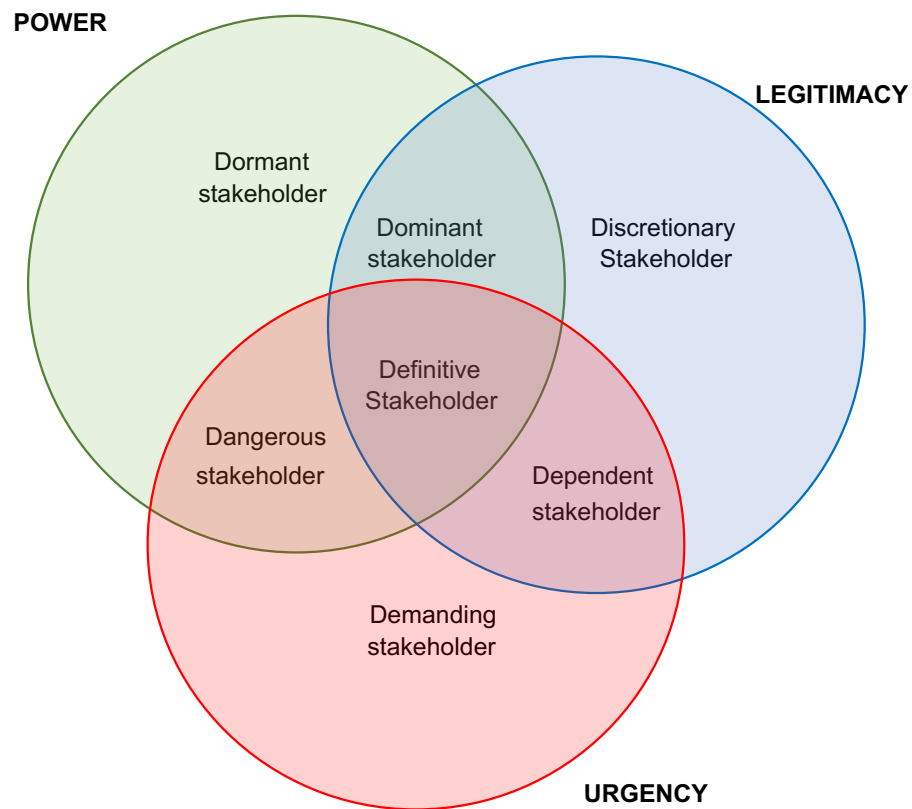 POWER
LEGITIMACY
Dormant
stakeholder
Dominant
stakeholder
Discretionary
Stakeholder
Definitive
Stakeholder
Dangerous
stakeholder
Dependent
stakeholder
Demanding
stakeholder
URGENCY